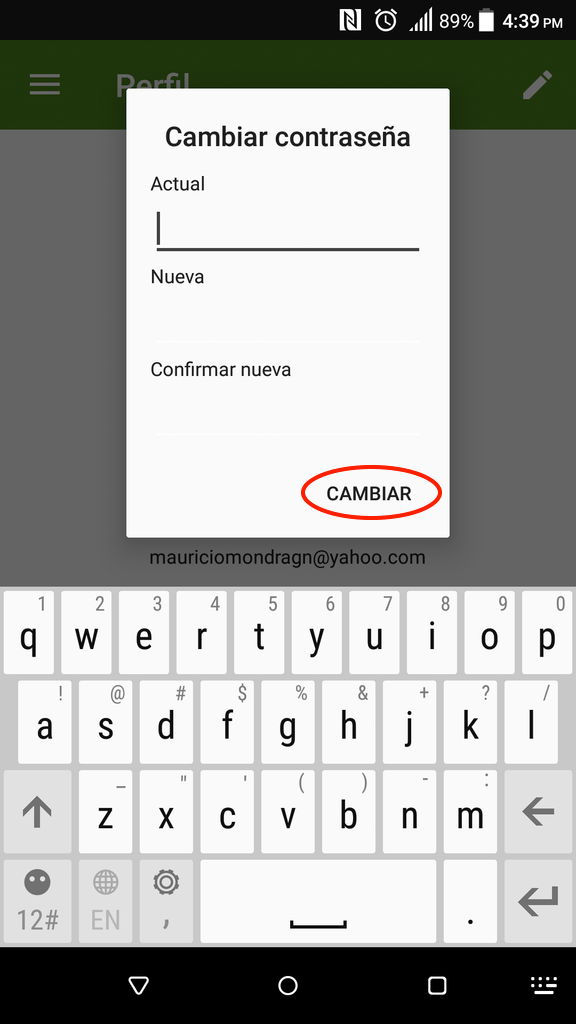 89% 4:39 PM
Perfil
Cambiar contraseña
Actual
Nueva
Confirmar nueva
CAMBIAR
mauriciomondragn@yahoo.com
1 2 3 4 5 6 7 8 9 0
q w e r t y u i o p
! @ # $ % & + ? /
a s d f g h j k l
_ " ' ( ) - :
z x c v b n m
12# EN , .